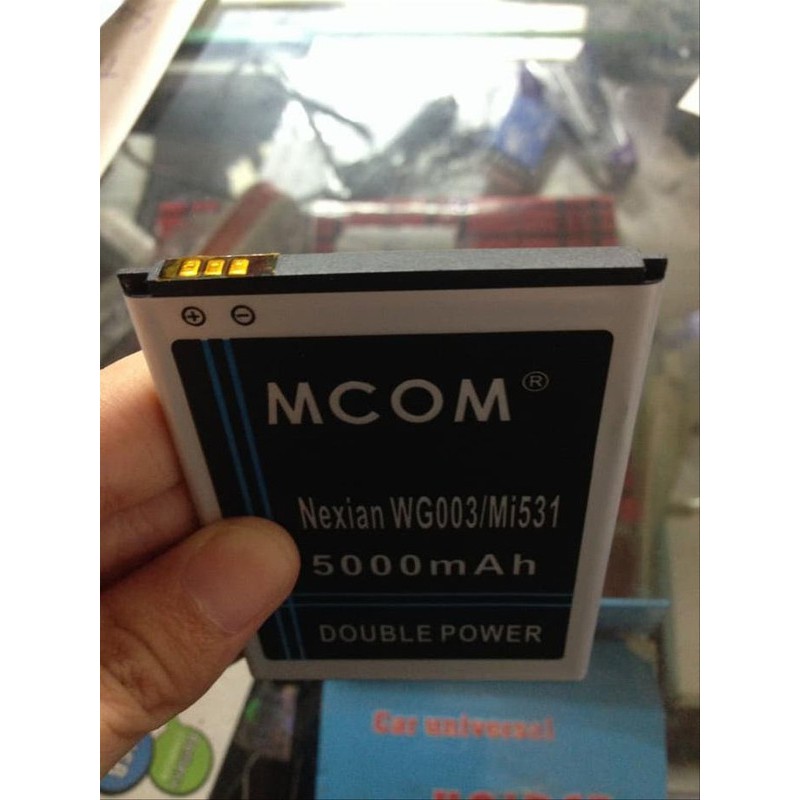 MCOM®
Nexian WG003/Mi531
5000mAh
DOUBLE POWER
Car universal